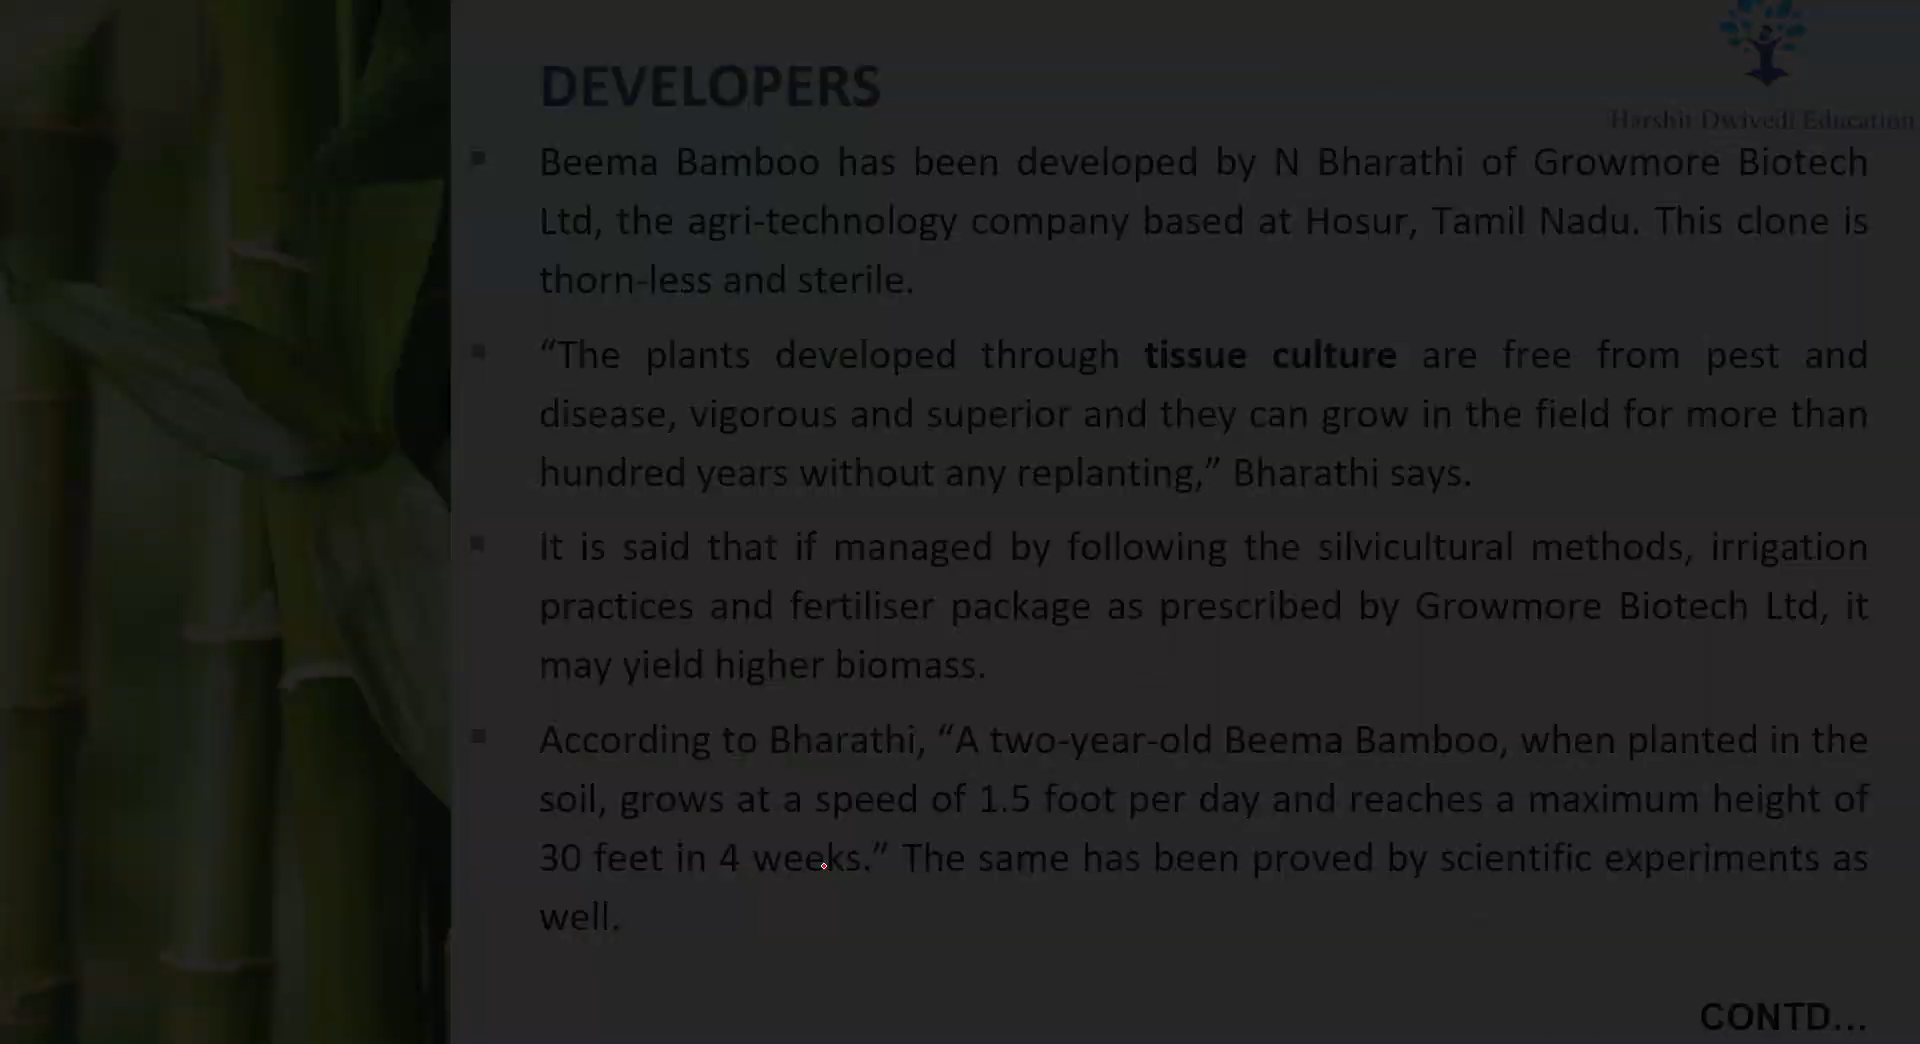 DEVELOPERS
Harshit Dwivedi Education
Beema Bamboo has been developed by N Bharathi of Growmore Biotech
Ltd, the agri-technology company based at Hosur, Tamil Nadu. This clone is
thorn-less and sterile.
“The plants developed through tissue culture are free from pest and
disease, vigorous and superior and they can grow in the field for more than
hundred years without any replanting,” Bharathi says.
It is said that if managed by following the silvicultural methods, irrigation
practices and fertiliser package as prescribed by Growmore Biotech Ltd, it
may yield higher biomass.
According to Bharathi, “A two-year-old Beema Bamboo, when planted in the
soil, grows at a speed of 1.5 foot per day and reaches a maximum height of
30 feet in 4 weeks.” The same has been proved by scientific experiments as
well.
CONTD...